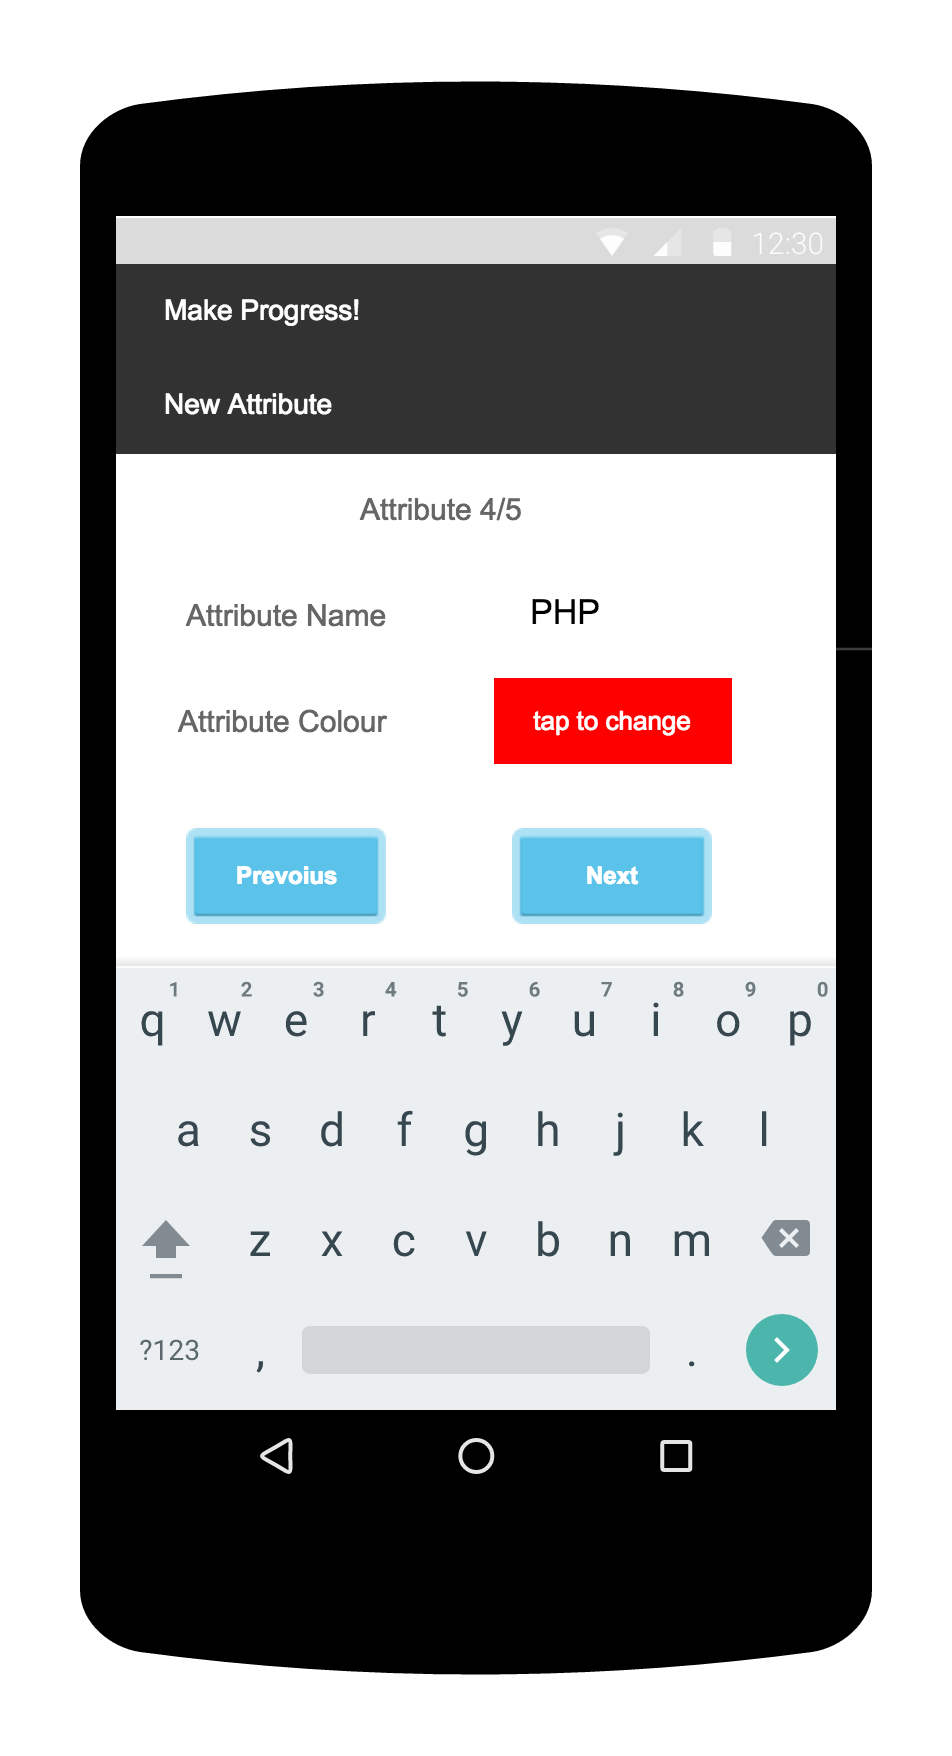 12:30
Make Progress!
New Attribute
Attribute 4/5
Attribute Name PHP
Attribute Colour tap to change
Prevoius Next
1 2 3 4 5 6 7 8 9 0
q w e r t y u i o p
a s d f g h j k l
z x c v b n m
?123 , .